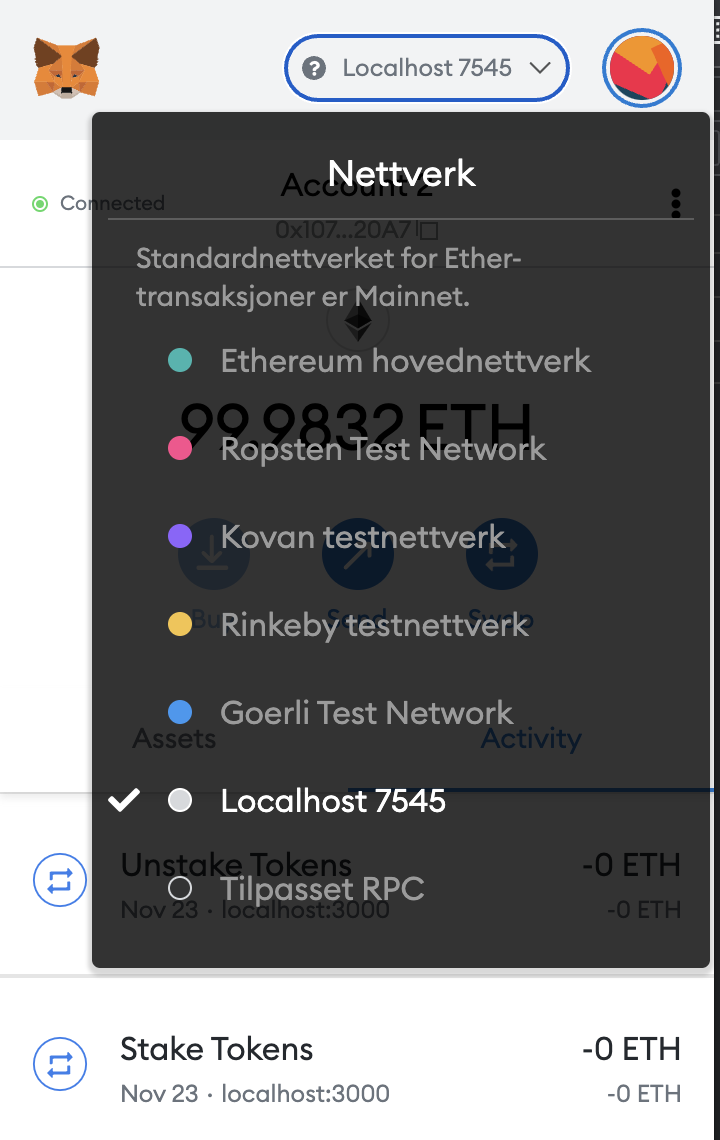 Localhost 7545
Nettverk
Account 2
Connected
0x107...20A7
Standardnettverket for Ether-
transaksjoner er Mainnet.
Ethereum hovednettverk
99.9832 ETH
Ropsten Test Network
Kovan testnettverk
Buy Send Swap
Rinkeby testnettverk
Goerli Test Network
Assets Activity
Localhost 7545
Unstake Tokens -0 ETH
Tilpasset RPC
Nov 23 · localhost:3000 -0 ETH
Stake Tokens -0 ETH
Nov 23 · localhost:3000 -0 ETH